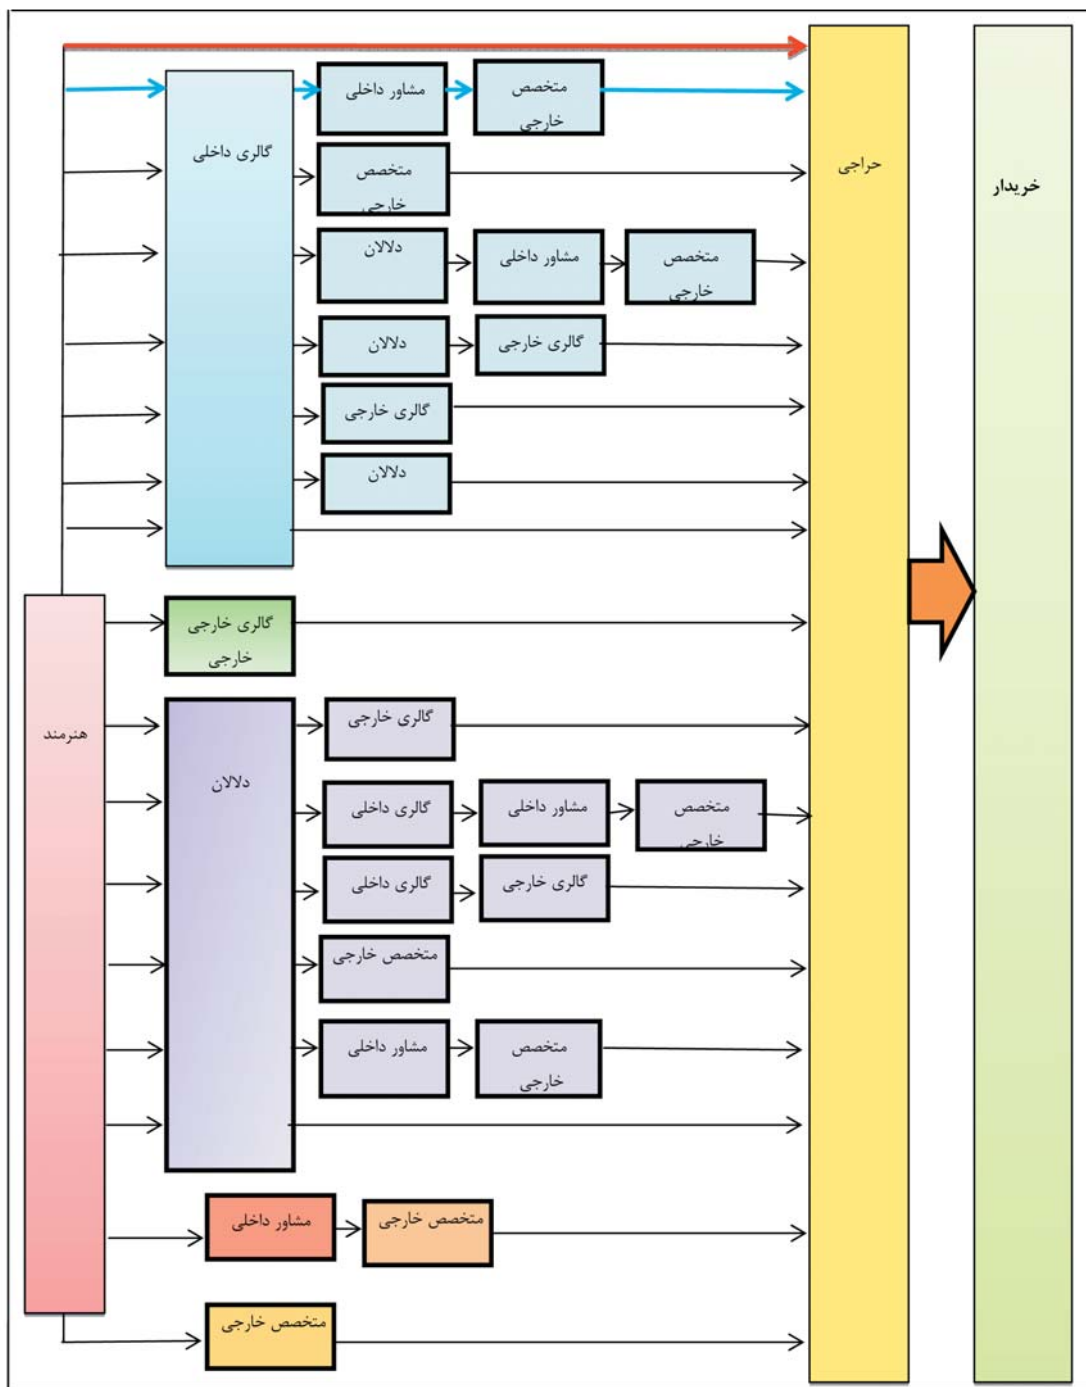 مشاور داخلی
متخصص
خارجی
گالری داخلی
متخصص
خارجی
حراجی
خریدار
دلالان
مشاور داخلی
متخصص
خارجی
دلالان
گالری خارجی
گالری خارجی
دلالان
گالری خارجی
خارجی
هنرمند
دلالان
گالری خارجی
گالری داخلی
مشاور داخلی
متخصص
خارجی
گالری داخلی
گالری خارجی
متخصص خارجی
مشاور داخلی
متخصص
خارجی
مشاور داخلی
متخصص خارجی
متخصص خارجی